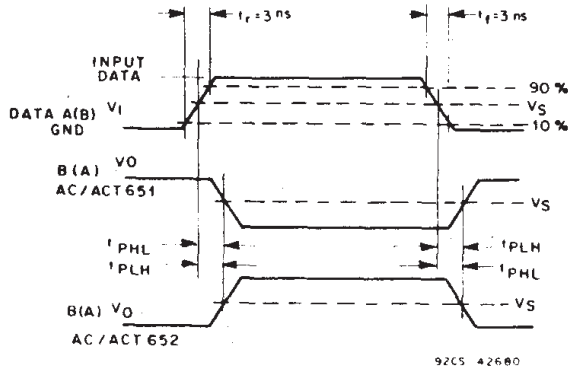 tr=3 ns
tf=3 ns
INPUT DATA
90 %
DATA A(B) VI
VS
GND
10 %
B(A) VO
AC/ACT 651
VS
tPHL
tPLH
tPLH
tPHL
B(A) VO
VS
AC/ACT 652
92CS 42680